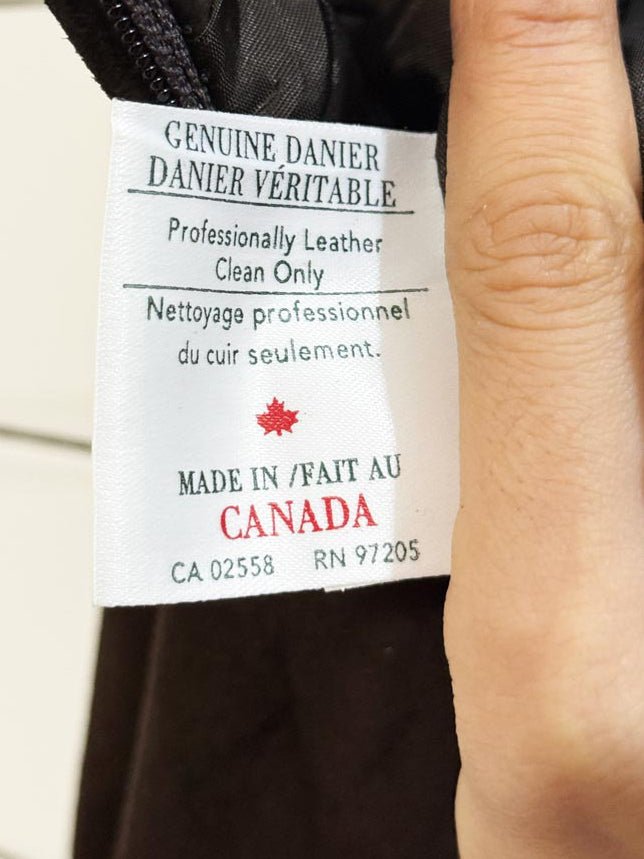 GENUINE DANIER
DANIER VÉRITABLE
Professionally Leather
Clean Only
Nettoyage professionnel
du cuir seulement.
MADE IN /FAIT AU
CANADA
CA 02558 RN 97205